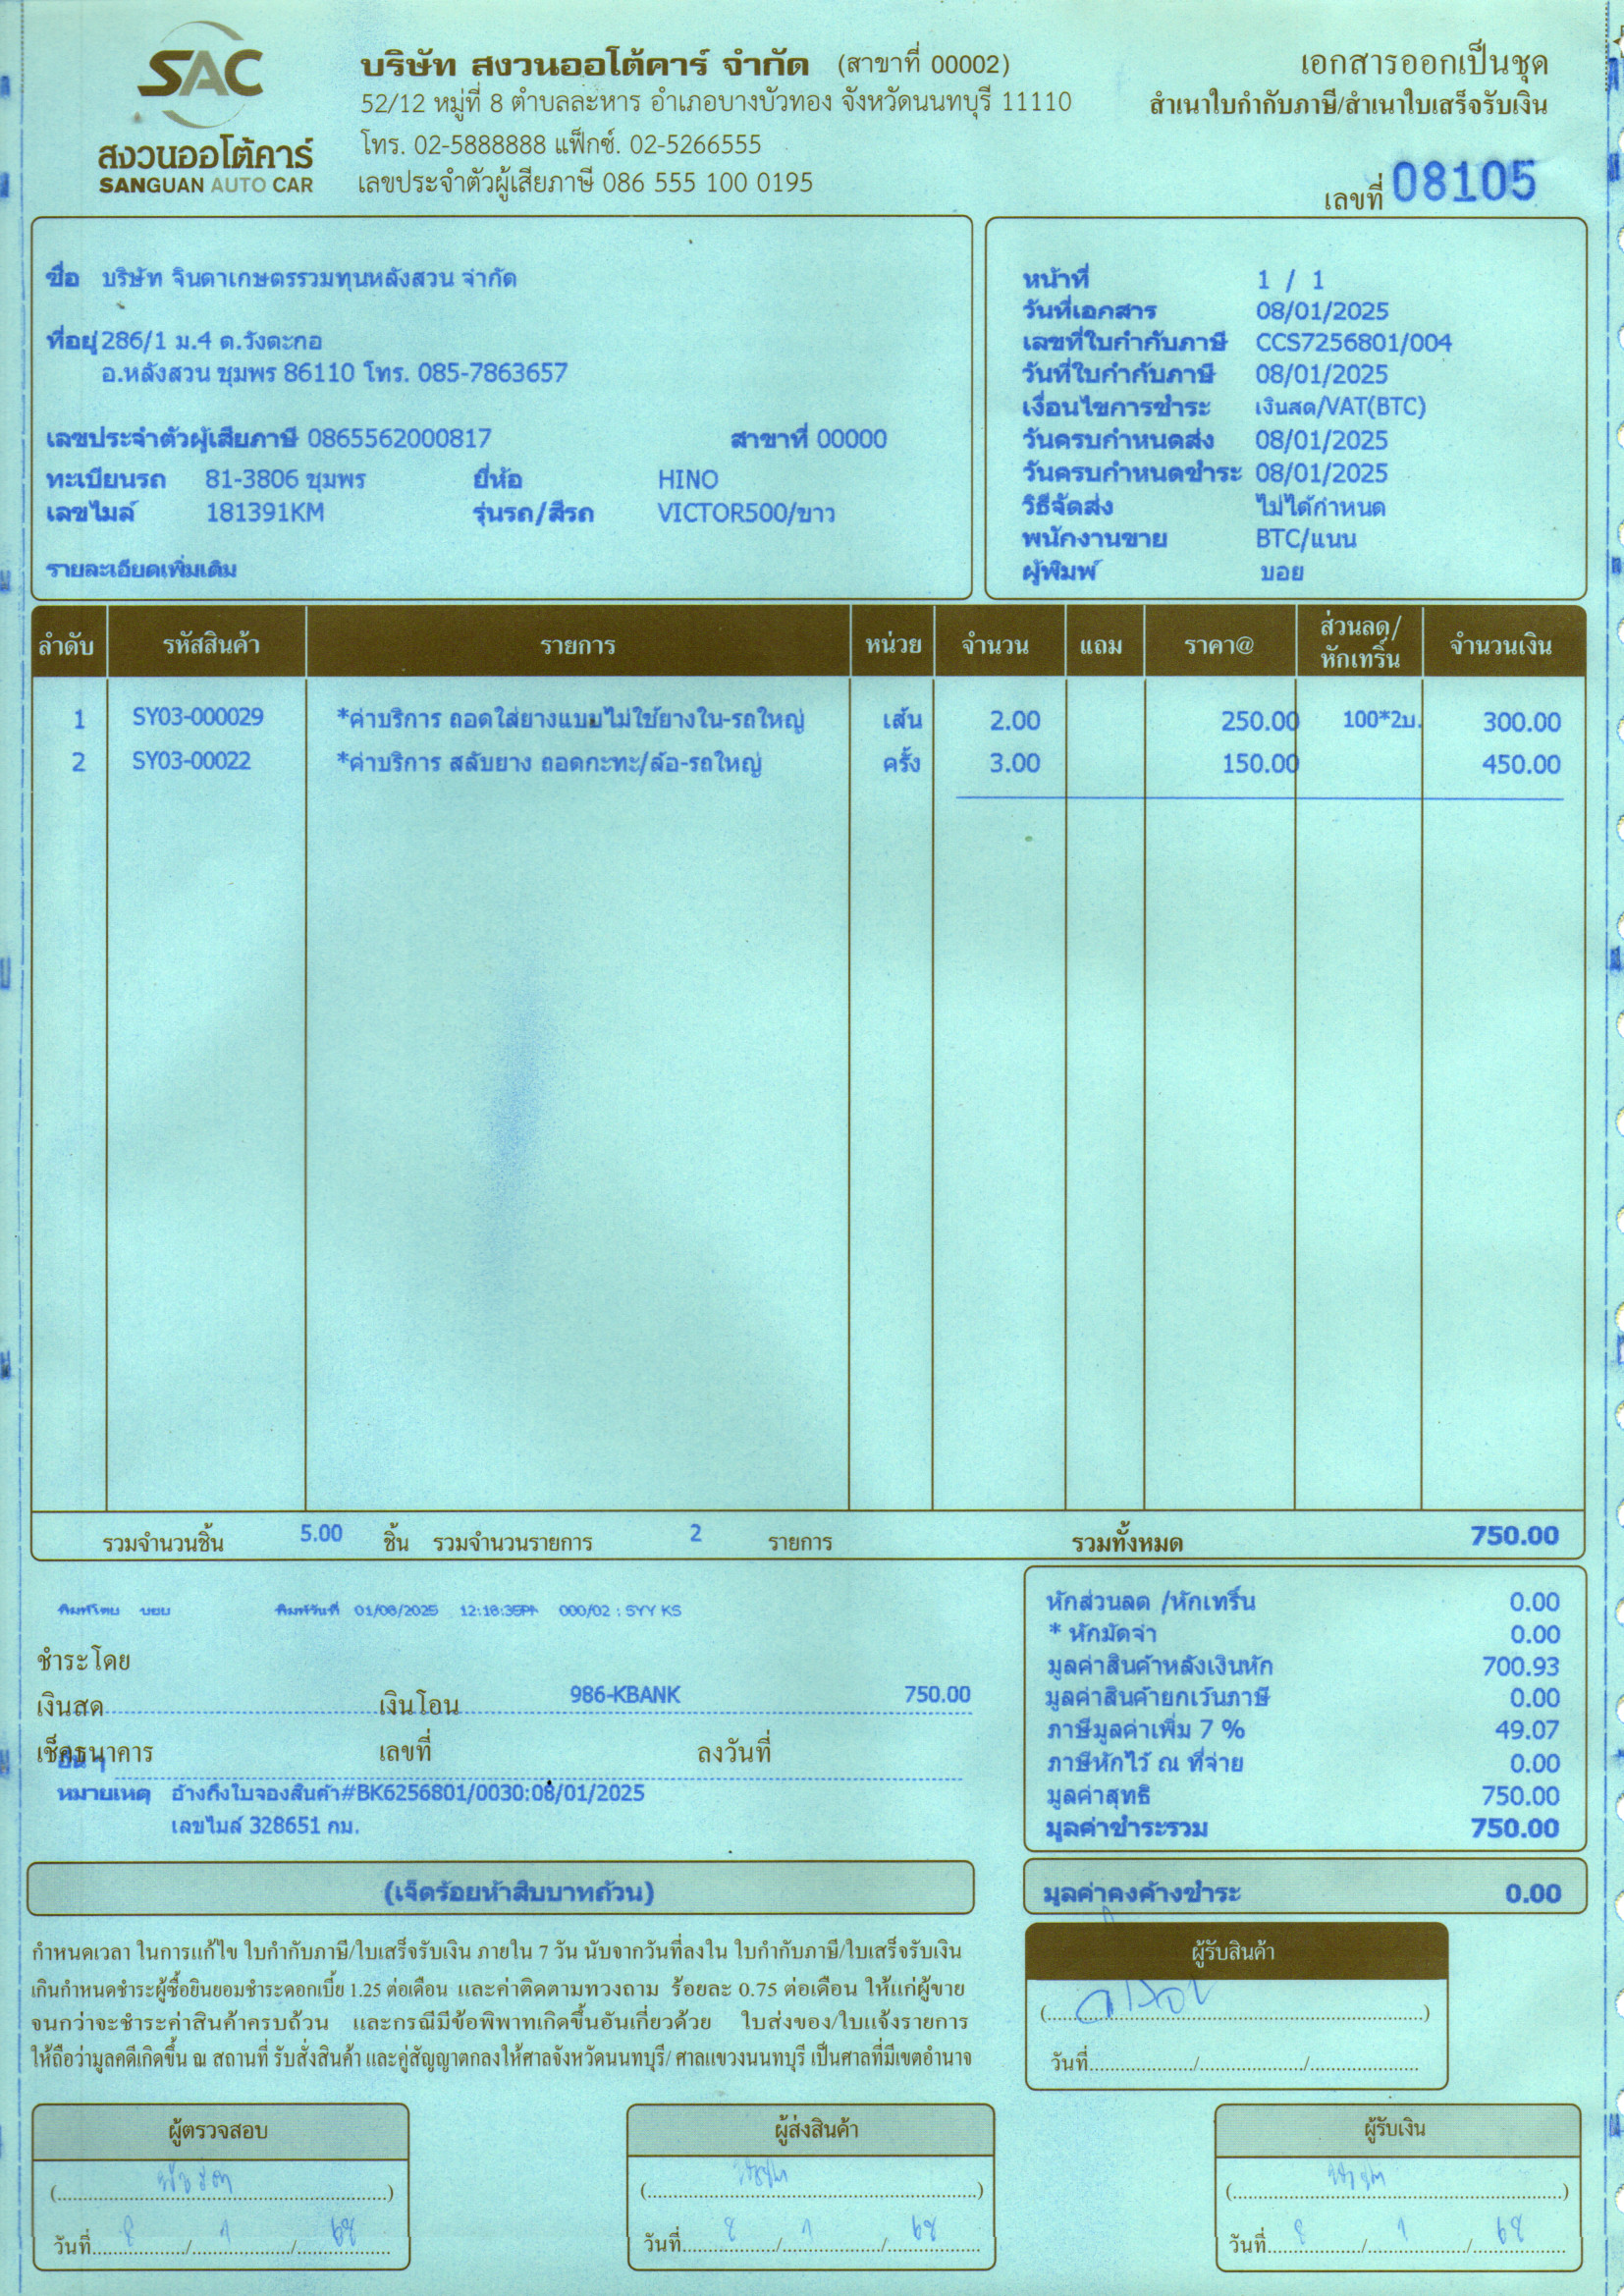 SAC
สงวนออโต้คาร์
SANGUAN AUTO CAR
บริษัท สงวนออโต้คาร์ จำกัด (สาขาที่ 00002)
52/12 หมู่ที่ 8 ตำบลละหาร อำเภอบางบัวทอง จังหวัดนนทบุรี 11110
โทร. 02-5888888 แฟ็กซ์. 02-5266555
เลขประจำตัวผู้เสียภาษี 086 555 100 0195
เอกสารออกเป็นชุด
สำเนาใบกำกับภาษี/สำเนาใบเสร็จรับเงิน
เลขที่ 08105
ชื่อ บริษัท จินดาเกษตรรวมทุนหลังสวน จำกัด
ที่อยู่ 286/1 ม.4 ต.วังตะกอ
อ.หลังสวน ชุมพร 86110 โทร. 085-7863657
เลขประจำตัวผู้เสียภาษี 0865562000817 สาขาที่ 00000
ทะเบียนรถ 81-3806 ชุมพร ยี่ห้อ HINO
เลขไมล์ 181391KM รุ่นรถ/สีรถ VICTOR500/ขาว
รายละเอียดเพิ่มเติม
หน้าที่ 1 / 1
วันที่เอกสาร 08/01/2025
เลขที่ใบกำกับภาษี CCS7256801/004
วันที่ใบกำกับภาษี 08/01/2025
เงื่อนไขการชำระ เงินสด/VAT(BTC)
วันครบกำหนดส่ง 08/01/2025
วันครบกำหนดชำระ 08/01/2025
วิธีจัดส่ง ไม่ได้กำหนด
พนักงานขาย BTC/แนน
ผู้พิมพ์ บอย
ลำดับ รหัสสินค้า รายการ หน่วย จำนวน แถม ราคา@ ส่วนลด/หักเทริ์น จำนวนเงิน
1 SY03-000029 *ค่าบริการ ถอดใส่ยางแบบไม่ใช้ยางใน-รถใหญ่ เส้น 2.00 250.00 100*2บ. 300.00
2 SY03-00022 *ค่าบริการ สลับยาง ถอดกะทะ/ล้อ-รถใหญ่ ครั้ง 3.00 150.00 450.00
รวมจำนวนชิ้น 5.00 ชิ้น รวมจำนวนรายการ 2 รายการ รวมทั้งหมด 750.00
พิมพ์โดย บอย พิมพ์วันที่ 01/08/2025 12:18:35PM 000/02 : SYY KS
ชำระโดย
เงินสด เงินโอน 986-KBANK 750.00
เช็คธนาคาร เลขที่ ลงวันที่
อื่น ๆ
หมายเหตุ อ้างถึงใบจองสินค้า#BK6256801/0030:08/01/2025
เลขไมล์ 328651 กม.
หักส่วนลด /หักเทริ์น 0.00
* หักมัดจำ 0.00
มูลค่าสินค้าหลังเงินหัก 700.93
มูลค่าสินค้ายกเว้นภาษี 0.00
ภาษีมูลค่าเพิ่ม 7 % 49.07
ภาษีหักไว้ ณ ที่จ่าย 0.00
มูลค่าสุทธิ 750.00
มูลค่าชำระรวม 750.00
(เจ็ดร้อยห้าสิบบาทถ้วน)
มูลค่าคงค้างชำระ 0.00
กำหนดเวลา ในการแก้ไข ใบกำกับภาษี/ใบเสร็จรับเงิน ภายใน 7 วัน นับจากวันที่ลงใน ใบกำกับภาษี/ใบเสร็จรับเงิน
เกินกำหนดชำระผู้ซื้อยินยอมชำระดอกเบี้ย 1.25 ต่อเดือน และค่าติดตามทวงถาม ร้อยละ 0.75 ต่อเดือน ให้แก่ผู้ขาย
จนกว่าจะชำระค่าสินค้าครบถ้วน และกรณีมีข้อพิพาทเกิดขึ้นอันเกี่ยวด้วย ใบส่งของ/ใบแจ้งรายการ
ให้ถือว่ามูลคดีเกิดขึ้น ณ สถานที่ รับสั่งสินค้า และคู่สัญญาตกลงให้ศาลจังหวัดนนทบุรี/ ศาลแขวงนนทบุรี เป็นศาลที่มีเขตอำนาจ
ผู้รับสินค้า
วันที่ / /
ผู้ตรวจสอบ
วันที่ 8 / 1 / 68
ผู้ส่งสินค้า
วันที่ 8 / 1 / 68
ผู้รับเงิน
วันที่ 8 / 1 / 68